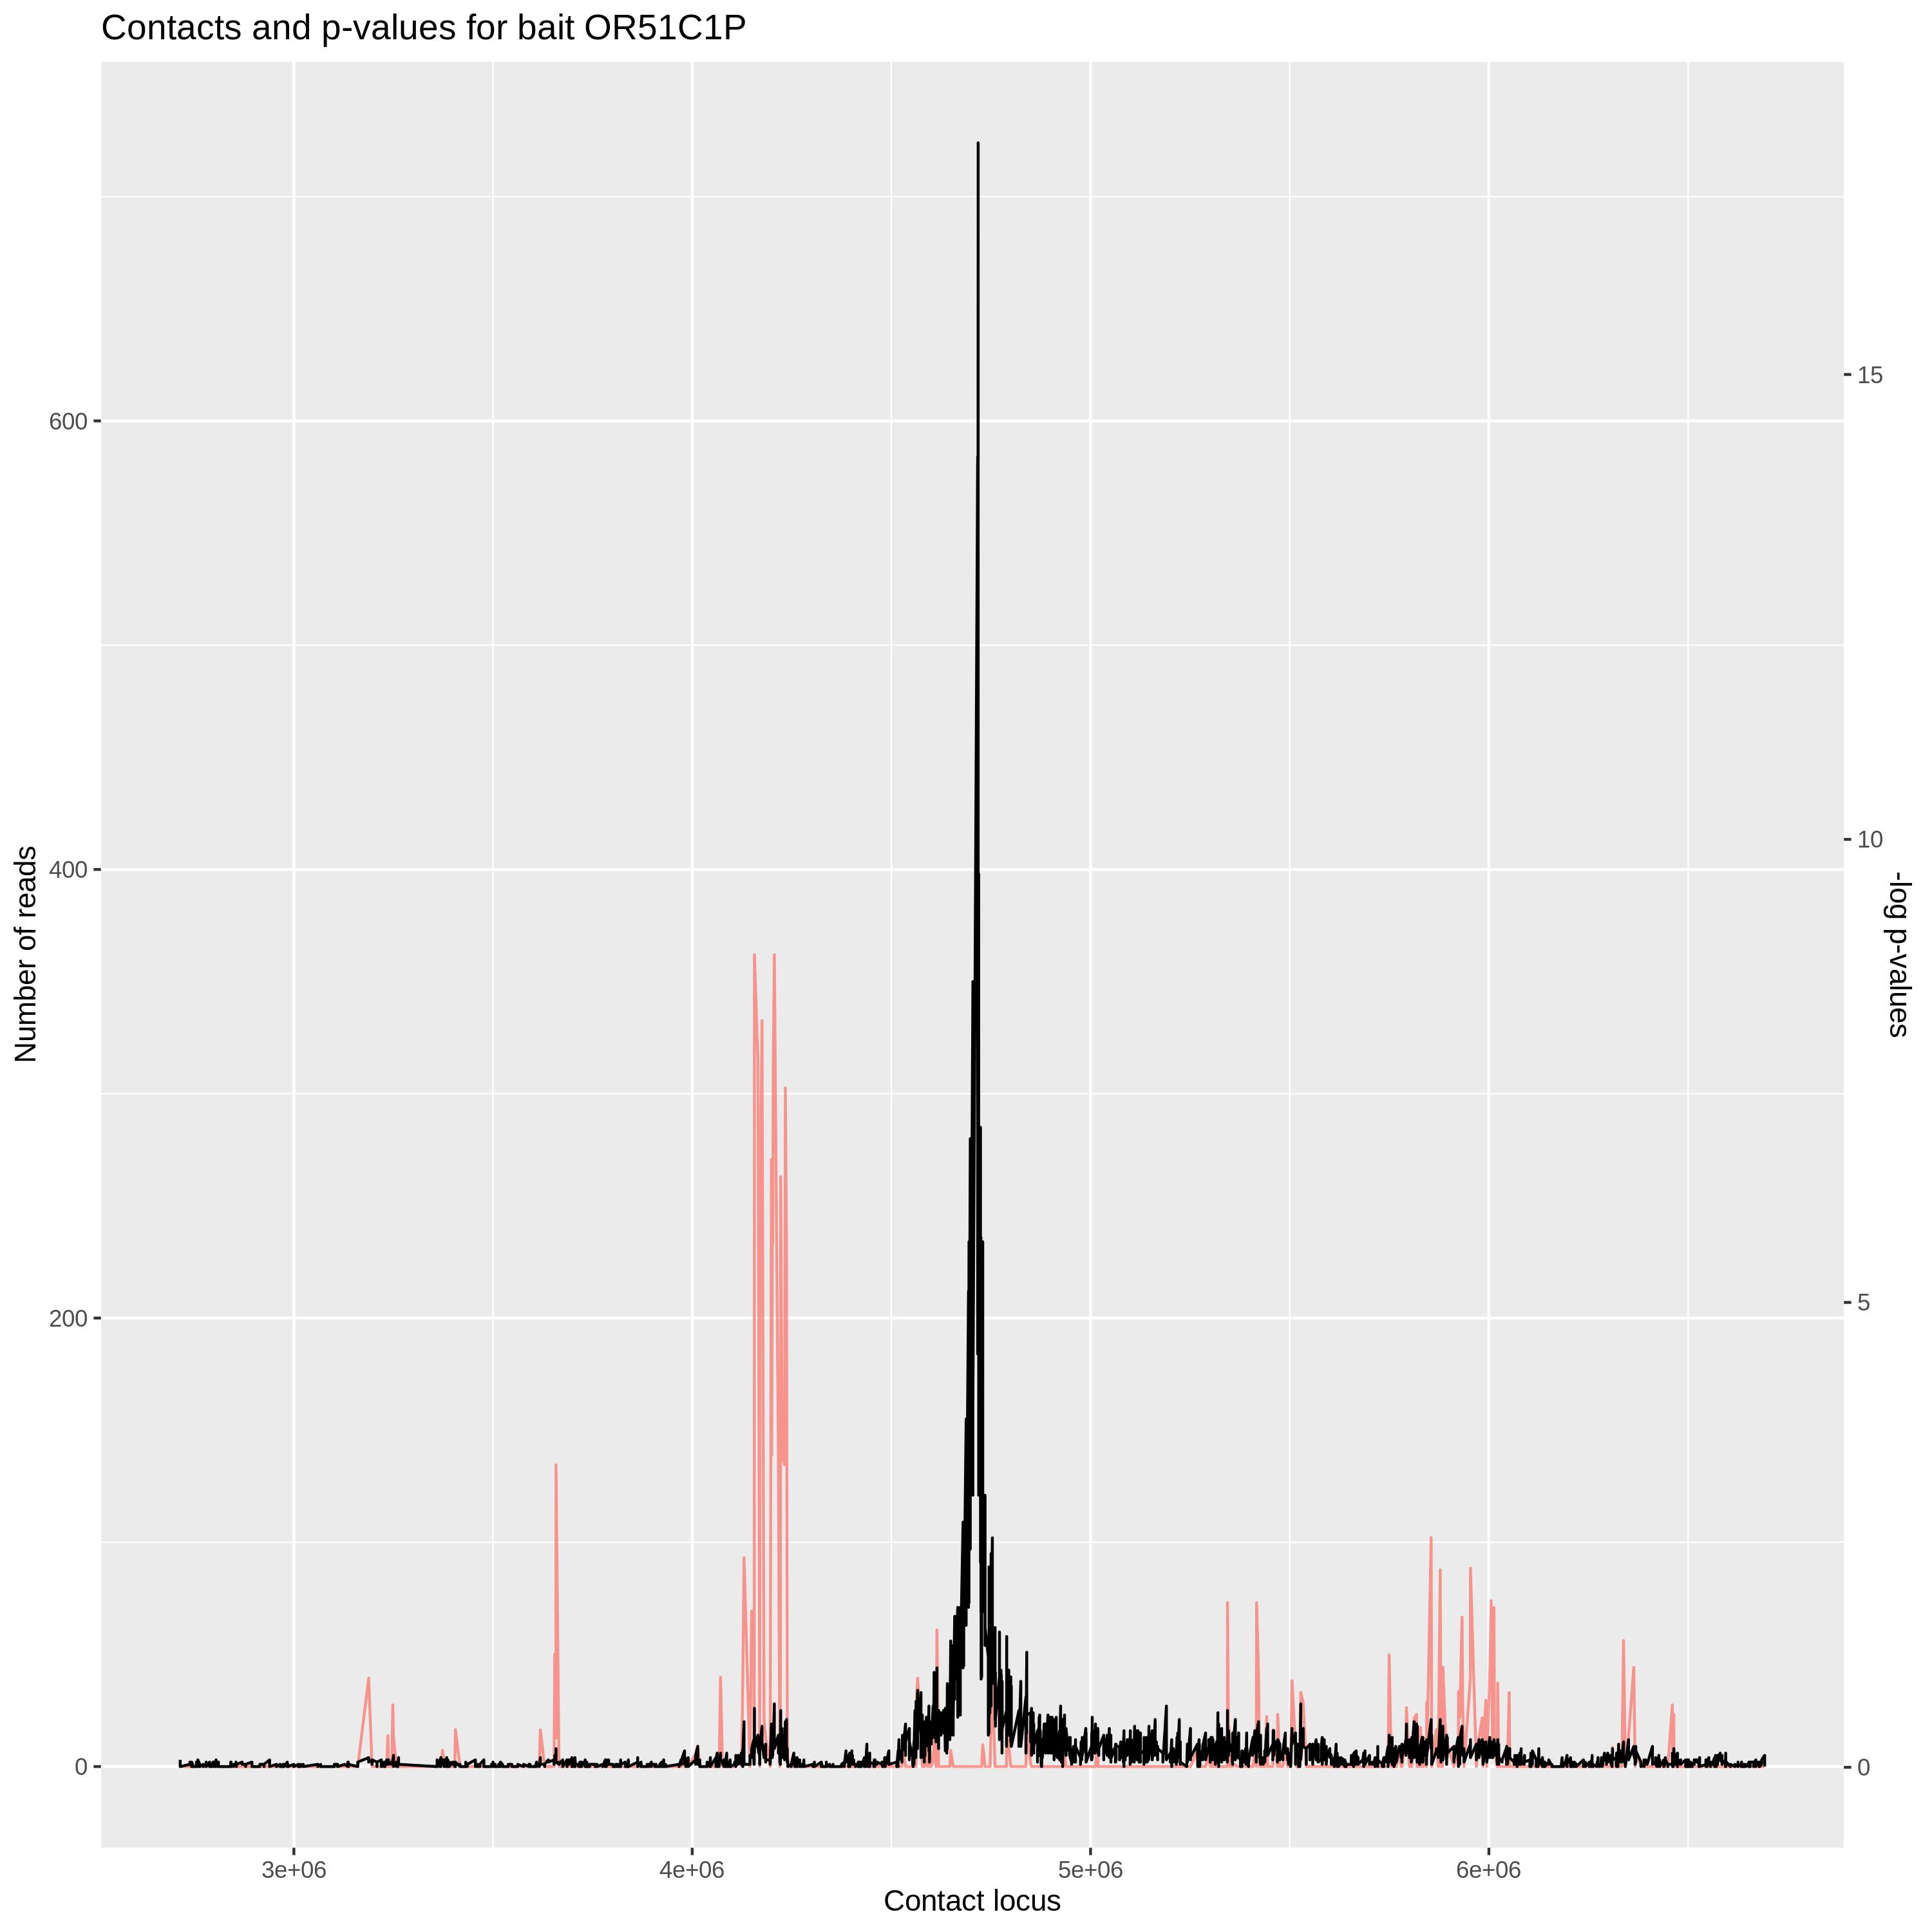 Contacts and p-values for bait OR51C1P
600
400
200
0
15
10
5
0
Number of reads
-log p-values
3e+06
4e+06
5e+06
6e+06
Contact locus